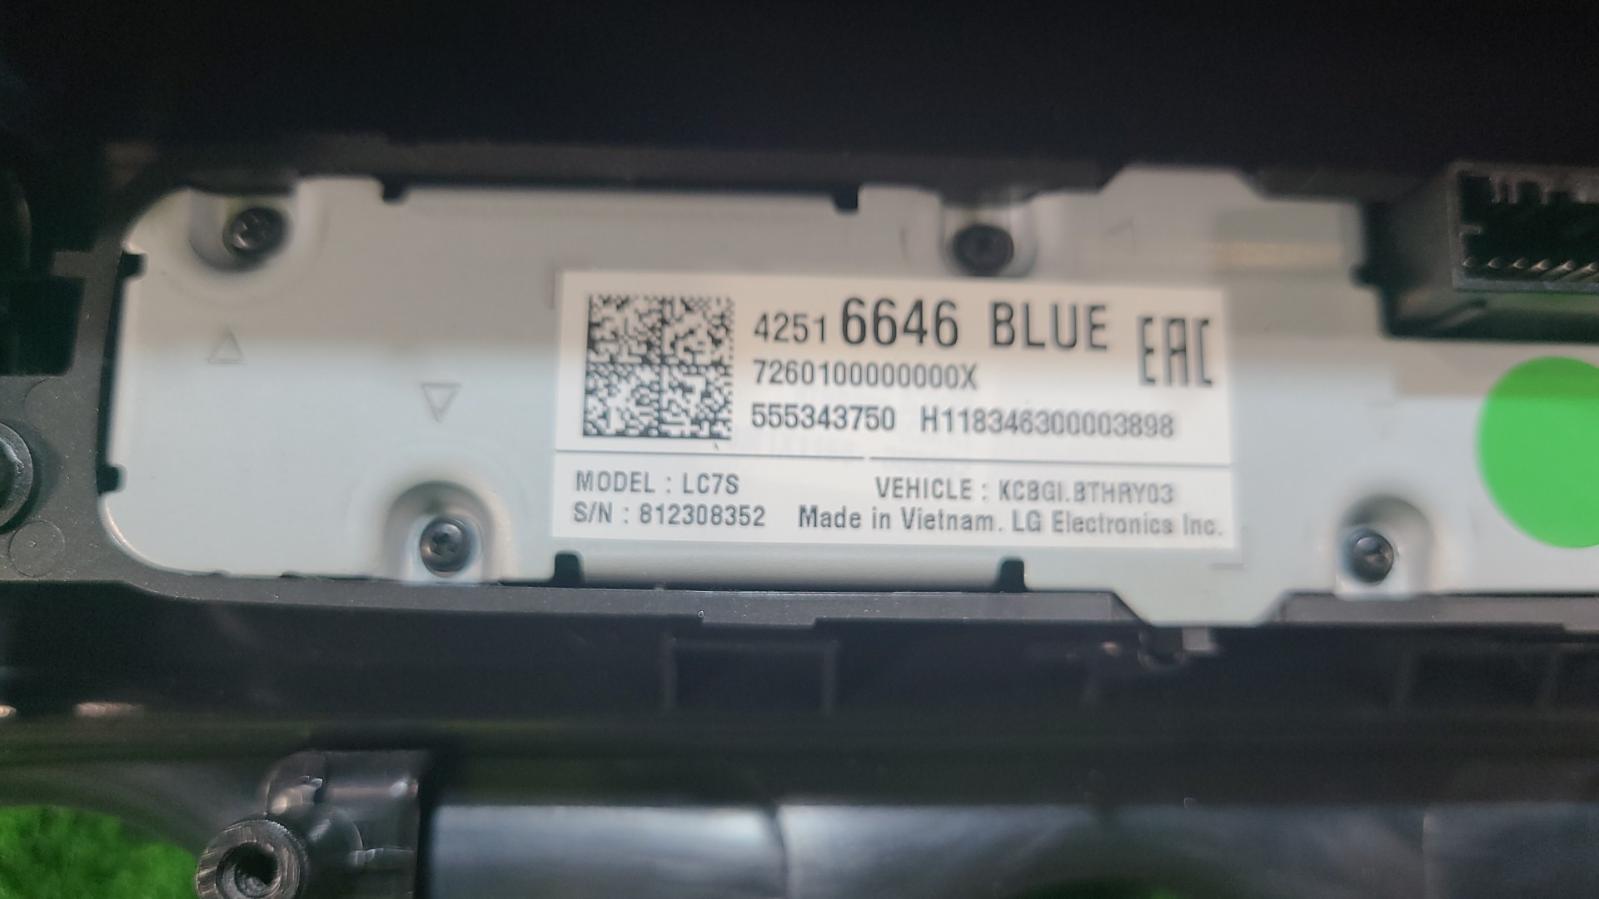 4251 6646 BLUE EAC
7260100000000X
555343750 H118346300003898
MODEL : LC7S VEHICLE : KCBGI.BTHRY03
S/N : 812308352 Made in Vietnam. LG Electronics Inc.